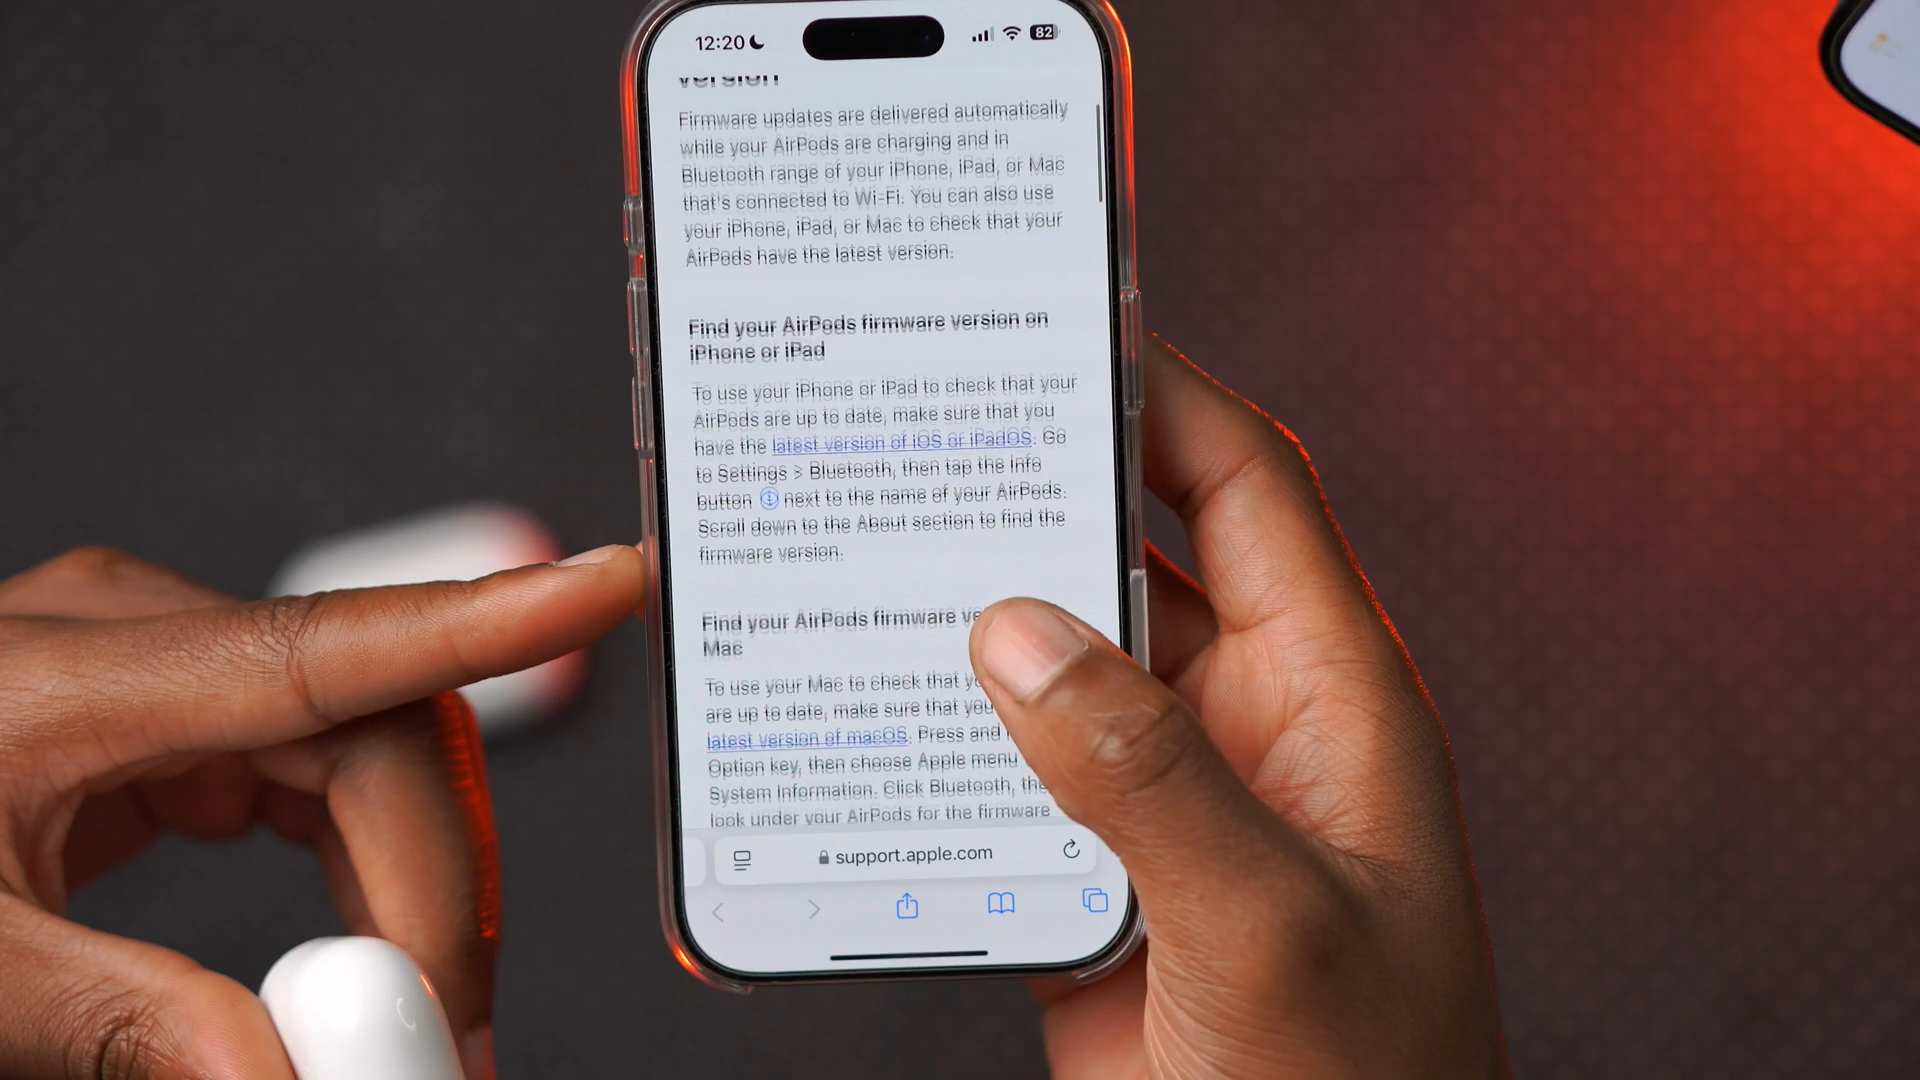 12:20
82
version
Firmware updates are delivered automatically
while your AirPods are charging and in
Bluetooth range of your iPhone, iPad, or Mac
that's connected to Wi-Fi. You can also use
your iPhone, iPad, or Mac to check that your
AirPods have the latest version.
Find your AirPods firmware version on
iPhone or iPad
To use your iPhone or iPad to check that your
AirPods are up to date, make sure that you
have the latest version of iOS or iPadOS. Go
to Settings > Bluetooth, then tap the Info
button next to the name of your AirPods.
Scroll down to the About section to find the
firmware version.
Find your AirPods firmware ve
Mac
To use your Mac to check that
are up to date, make sure that you
latest version of macOS. Press and
Option key, then choose Apple menu
System Information. Click Bluetooth, the
look under your AirPods for the firmware
support.apple.com